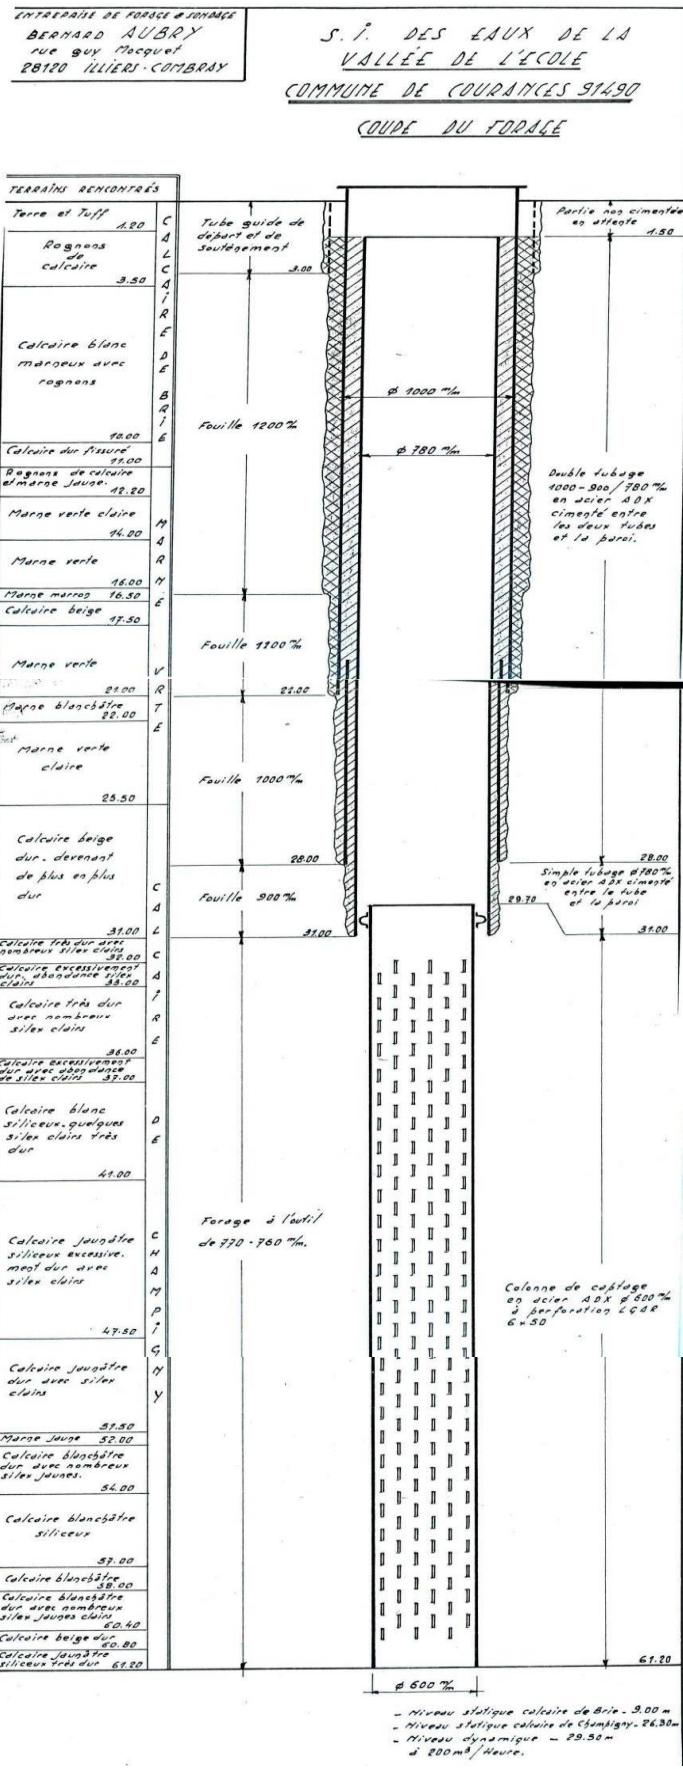 ENTREPRISE DE FORAGE & SONDAGE
BERNARD AUBRY
rue guy Mocquet
28120 ILLIERS-COMBRAY
S. I. DES EAUX DE LA
VALLÉE DE L'ECOLE
COMMUNE DE COURANCES 91490
COUPE DU FORAGE
TERRAINS RENCONTRÉS
Terre et Tuff
1.20
Rognons
de
calcaire
3.50
Calcaire blanc
marneux avec
rognons
10.00
Calcaire dur fissuré
11.00
Rognons de calcaire
et marne jaune.
12.20
Marne verte claire
14.00
Marne verte
16.00
Marne marron 16.50
Calcaire beige
17.50
Marne verte
21.00
Marne blanchâtre
22.00
Marne verte
claire
25.50
Calcaire beige
dur. devenant
de plus en plus
dur
31.00
Calcaire très dur avec
nombreux silex clairs
32.00
Calcaire excessivement
dur. abondance silex
clairs 33.00
Calcaire très dur
avec nombreux
silex clairs
36.00
Calcaire excessivement
dur avec abondance
de silex clairs 37.00
Calcaire blanc
siliceux. quelques
silex clairs très
dur
41.00
Calcaire jaunâtre
siliceux excessive.
ment dur avec
silex clairs
47.50
Calcaire jaunâtre
dur avec silex
clairs
51.50
Marne jaune 52.00
Calcaire blanchâtre
dur avec nombreux
silex jaunes.
54.00
Calcaire blanchâtre
siliceux
57.00
Calcaire blanchâtre
58.00
Calcaire blanchâtre
dur avec nombreux
silex jaunes clairs
60.40
Calcaire beige dur
60.80
Calcaire jaunâtre
siliceux très dur 61.20
CALCAIRE DE BRIE
MARNE VERTE
CALCAIRE DE CHAMPIGNY
Tube guide de
départ et de
soutènement
3.00
Fouille 1200 m/m
Fouille 1100 m/m
21.00
Fouille 1000 m/m
28.00
Fouille 900 m/m
31.00
Forage à l'outil
de 770-760 m/m.
ø 1000 m/m
ø 780 m/m
Partie non cimentée
en attente
1.50
Double tubage
1000-900/780 m/m
en acier ADX
cimenté entre
les deux tubes
et la paroi.
28.00
Simple tubage ø 780 m/m
en acier ADX cimenté
entre le tube
et la paroi
29.70
31.00
Colonne de captage
en acier ADX ø 600 m/m
à perforation LGAR
6x50
61.20
ø 600 m/m
- Niveau statique calcaire de Brie - 9.00 m
- Niveau statique calcaire de Champigny - 26.30m
- Niveau dynamique - 29.50m
à 200 m³/Heure.